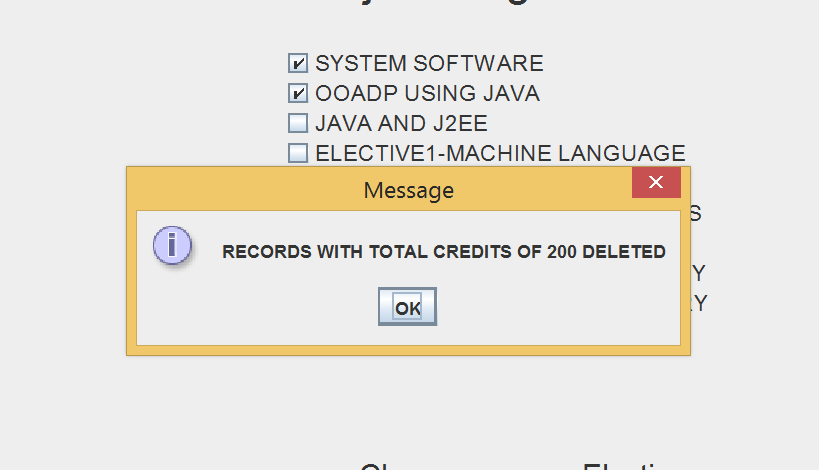 SYSTEM SOFTWARE
OOADP USING JAVA
JAVA AND J2EE
ELECTIVE1-MACHINE LANGUAGE
Message
RECORDS WITH TOTAL CREDITS OF 200 DELETED
OK